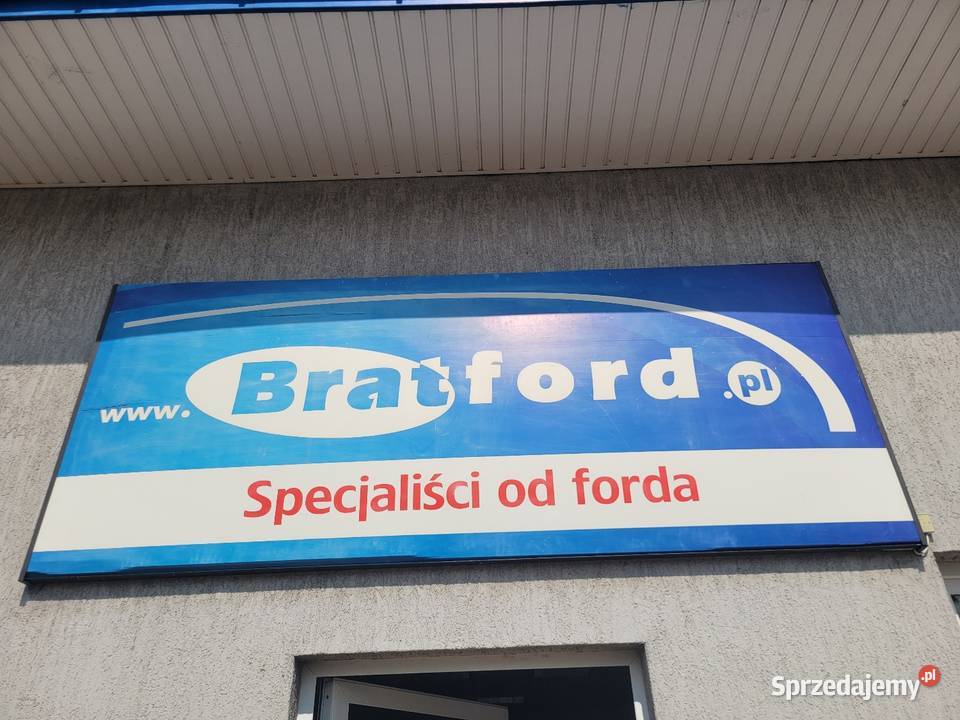 www.Bratford.pl
Specjaliści od forda
Sprzedajemy.pl